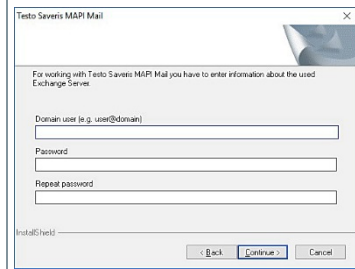 Testo Saveris MAPI Mail
For working with Testo Saveris MAPI Mail you have to enter information about the used
Exchange Server.
Domain user (e.g. user@domain)
Password
Repeat password
InstallShield
< Back
Continue >
Cancel